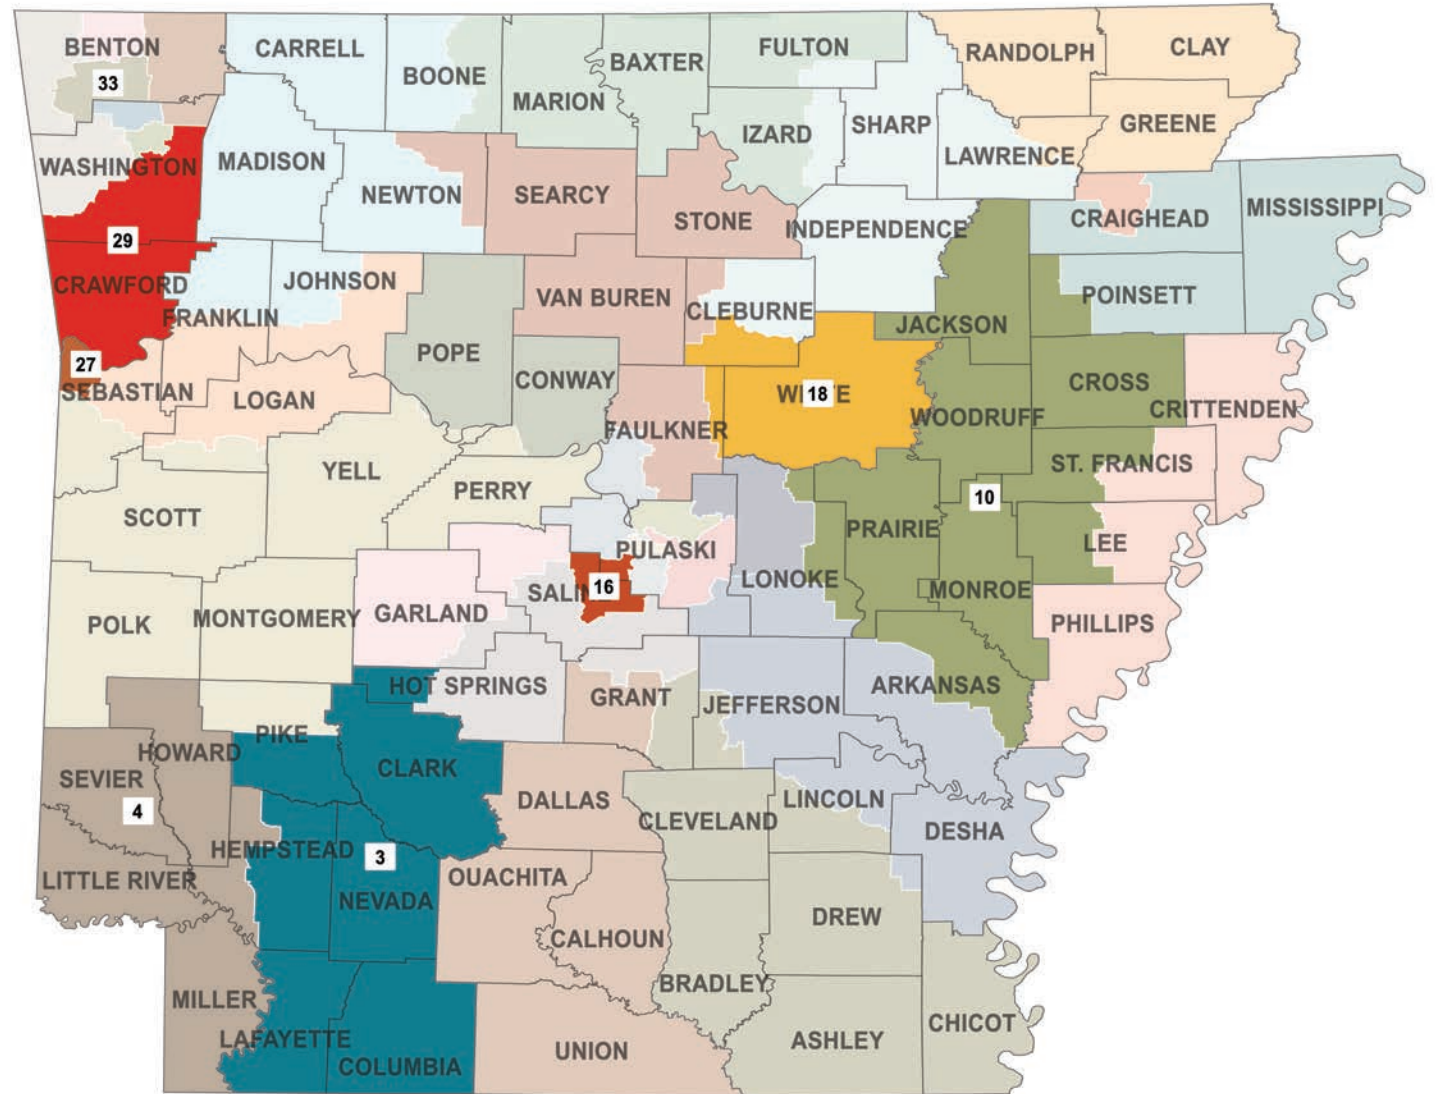 BENTON
CARRELL
BOONE
MARION
BAXTER
FULTON
RANDOLPH
CLAY
33
IZARD
SHARP
LAWRENCE
GREENE
WASHINGTON
MADISON
NEWTON
SEARCY
STONE
INDEPENDENCE
CRAIGHEAD
MISSISSIPPI
29
CRAWFORD
FRANKLIN
JOHNSON
VAN BUREN
CLEBURNE
JACKSON
POINSETT
27
SEBASTIAN
LOGAN
POPE
CONWAY
FAULKNER
18
WOODRUFF
CROSS
CRITTENDEN
YELL
PERRY
ST. FRANCIS
10
SCOTT
PULASKI
PRAIRIE
LEE
16
LONOKE
MONROE
POLK
MONTGOMERY
GARLAND
PHILLIPS
HOT SPRINGS
GRANT
JEFFERSON
ARKANSAS
HOWARD
PIKE
SEVIER
CLARK
4
DALLAS
CLEVELAND
LINCOLN
DESHA
HEMPSTEAD
3
LITTLE RIVER
NEVADA
OUACHITA
CALHOUN
DREW
BRADLEY
MILLER
LAFAYETTE
COLUMBIA
UNION
ASHLEY
CHICOT